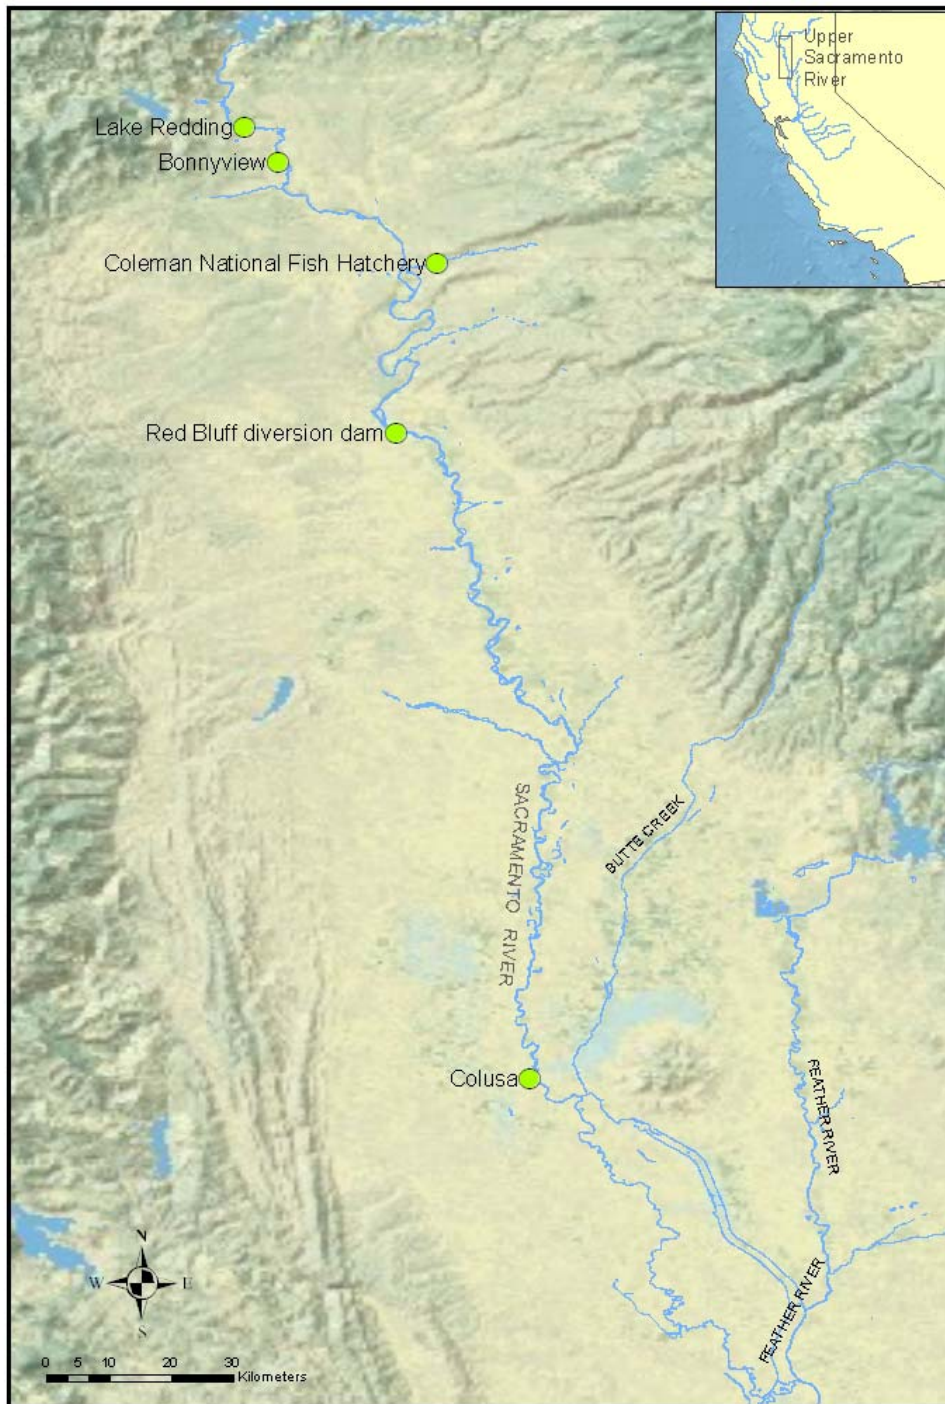 Upper
Sacramento
River
Lake Redding
Bonnyview
Coleman National Fish Hatchery
Red Bluff diversion dam
SACRAMENTO RIVER
BUTTE CREEK
Colusa
FEATHER RIVER
FEATHER RIVER
N
W E
S
0 5 10 20 30
Kilometers